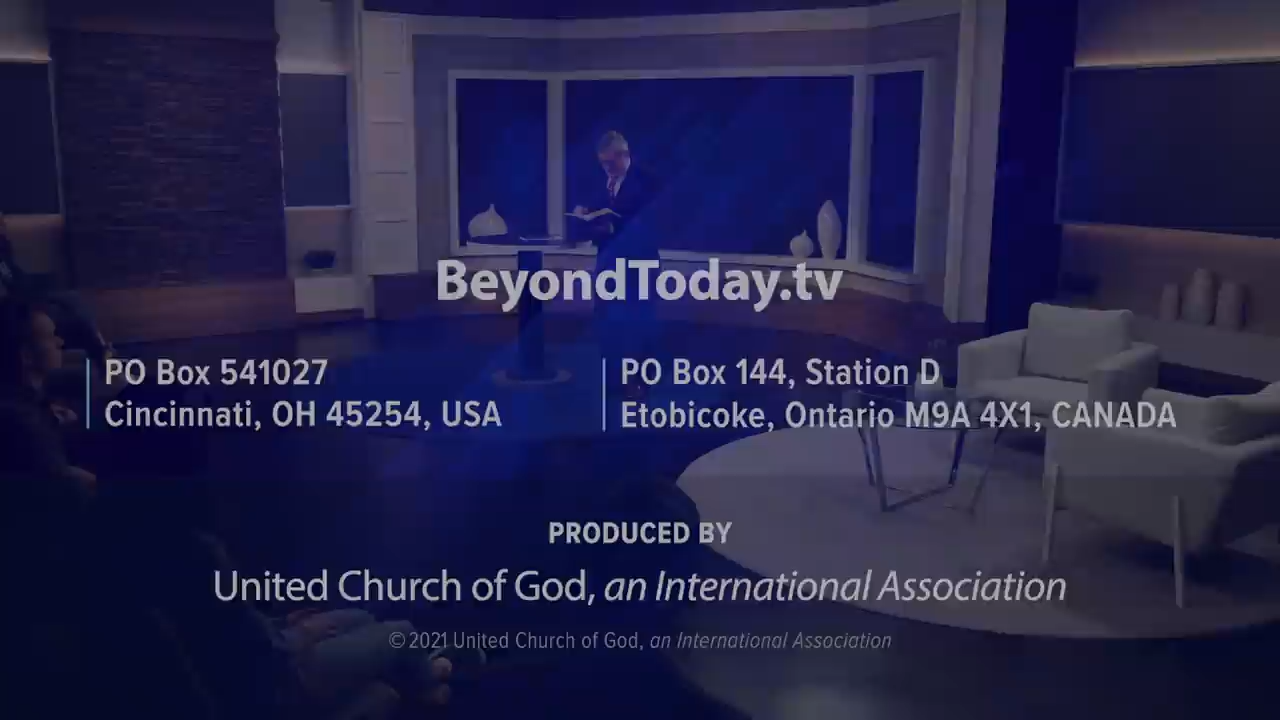 BeyondToday.tv
PO Box 541027
Cincinnati, OH 45254, USA
PO Box 144, Station D
Etobicoke, Ontario M9A 4X1, CANADA
PRODUCED BY
United Church of God, an International Association
©2021 United Church of God, an International Association